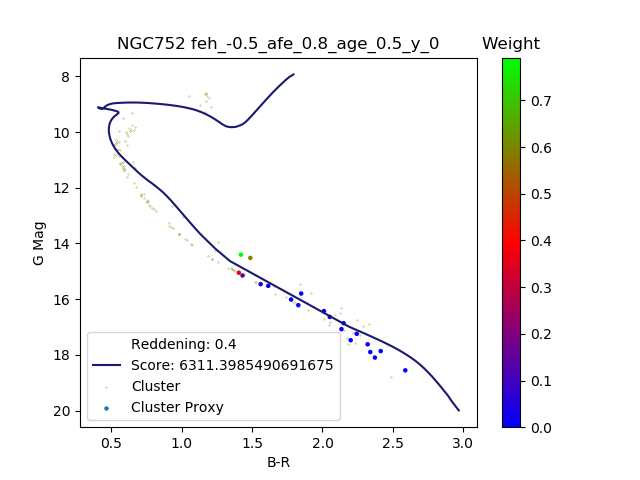 NGC752 feh_-0.5_afe_0.8_age_0.5_y_0
Weight
8
10
12
14
16
18
20
G Mag
0.5
1.0
1.5
2.0
2.5
3.0
B-R
Reddening: 0.4
Score: 6311.3985490691675
Cluster
Cluster Proxy
0.7
0.6
0.5
0.4
0.3
0.2
0.1
0.0